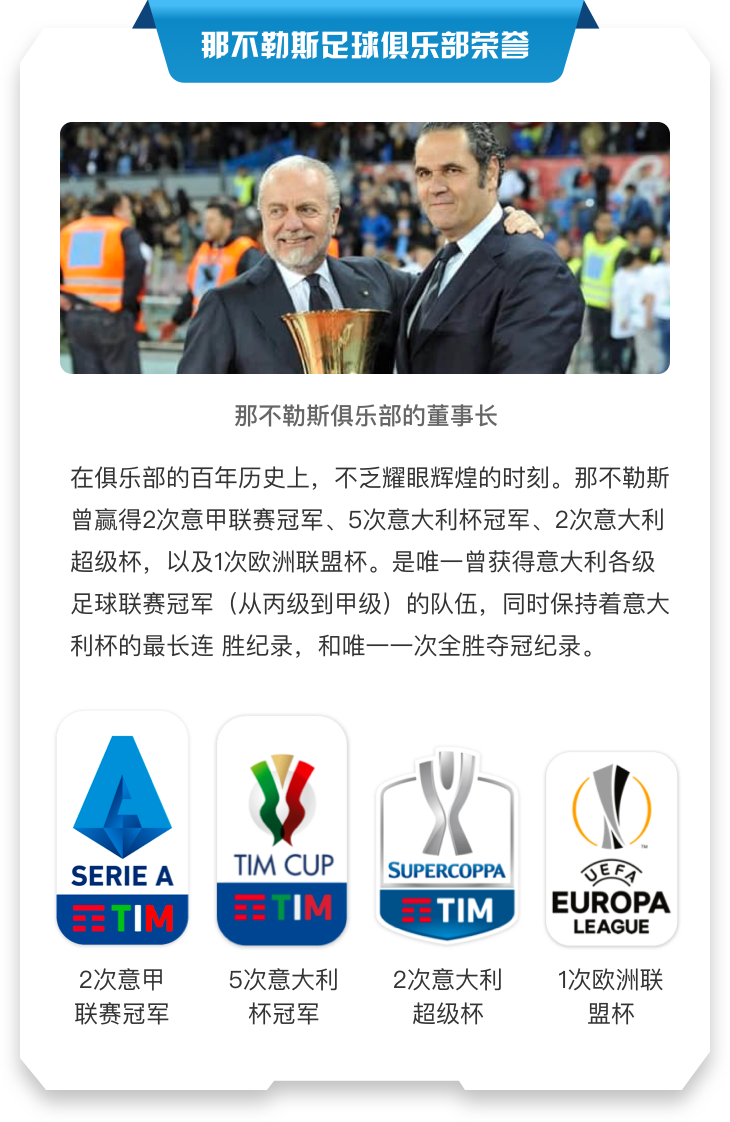 那不勒斯足球俱乐部荣誉
那不勒斯俱乐部的董事长
在俱乐部的百年历史上，不乏耀眼辉煌的时刻。那不勒斯
曾赢得2次意甲联赛冠军、5次意大利杯冠军、2次意大利
超级杯，以及1次欧洲联盟杯。是唯一曾获得意大利各级
足球联赛冠军（从丙级到甲级）的队伍，同时保持着意大
利杯的最长连 胜纪录，和唯一一次全胜夺冠纪录。
SERIE A
TIM
TIM CUP
TIM
SUPERCOPPA
TIM
TM
UEFA
EUROPA
LEAGUE
2次意甲
联赛冠军
5次意大利
杯冠军
2次意大利
超级杯
1次欧洲联
盟杯